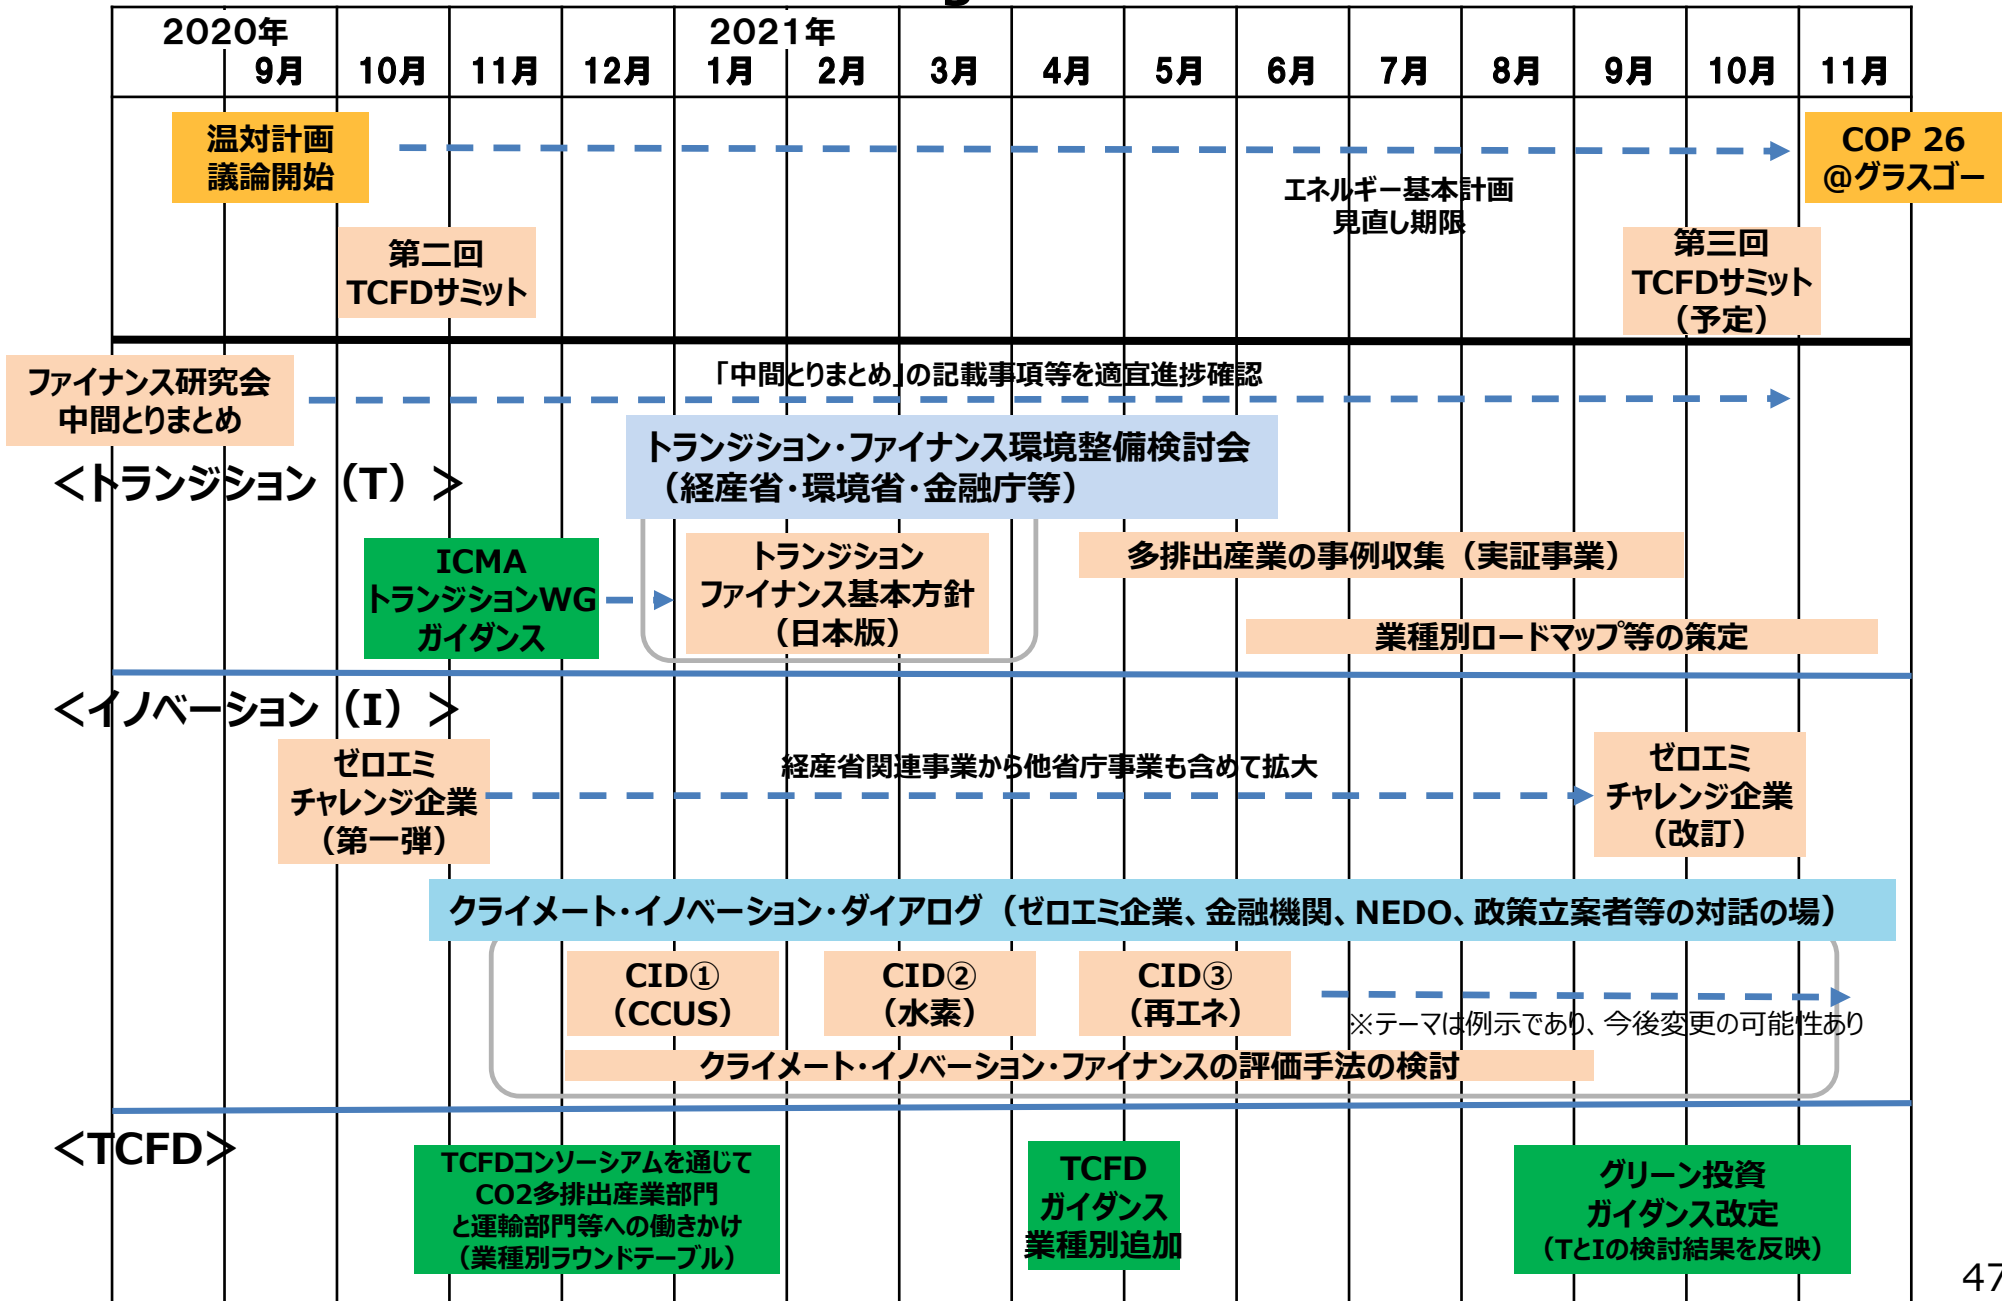 2020年
2021年
9月 10月 11月 12月 1月 2月 3月 4月 5月 6月 7月 8月 9月 10月 11月
温対計画
議論開始
COP 26
@グラスゴー
エネルギー基本計画
見直し期限
第二回
TCFDサミット
第三回
TCFDサミット
（予定）
ファイナンス研究会
中間とりまとめ
「中間とりまとめ」の記載事項等を適宜進捗確認
＜トランジション（T）＞
トランジション・ファイナンス環境整備検討会
（経産省・環境省・金融庁等）
ICMA
トランジションWG
ガイダンス
トランジション
ファイナンス基本方針
（日本版）
多排出産業の事例収集（実証事業）
業種別ロードマップ等の策定
＜イノベーション（I）＞
ゼロエミ
チャレンジ企業
（第一弾）
経産省関連事業から他省庁事業も含めて拡大
ゼロエミ
チャレンジ企業
（改訂）
クライメート・イノベーション・ダイアログ（ゼロエミ企業、金融機関、NEDO、政策立案者等の対話の場）
CID①
（CCUS）
CID②
（水素）
CID③
（再エネ）
※テーマは例示であり、今後変更の可能性あり
クライメート・イノベーション・ファイナンスの評価手法の検討
＜TCFD＞
TCFDコンソーシアムを通じて
CO2多排出産業部門
と運輸部門等への働きかけ
（業種別ラウンドテーブル）
TCFD
ガイダンス
業種別追加
グリーン投資
ガイダンス改定
（TとIの検討結果を反映）
47